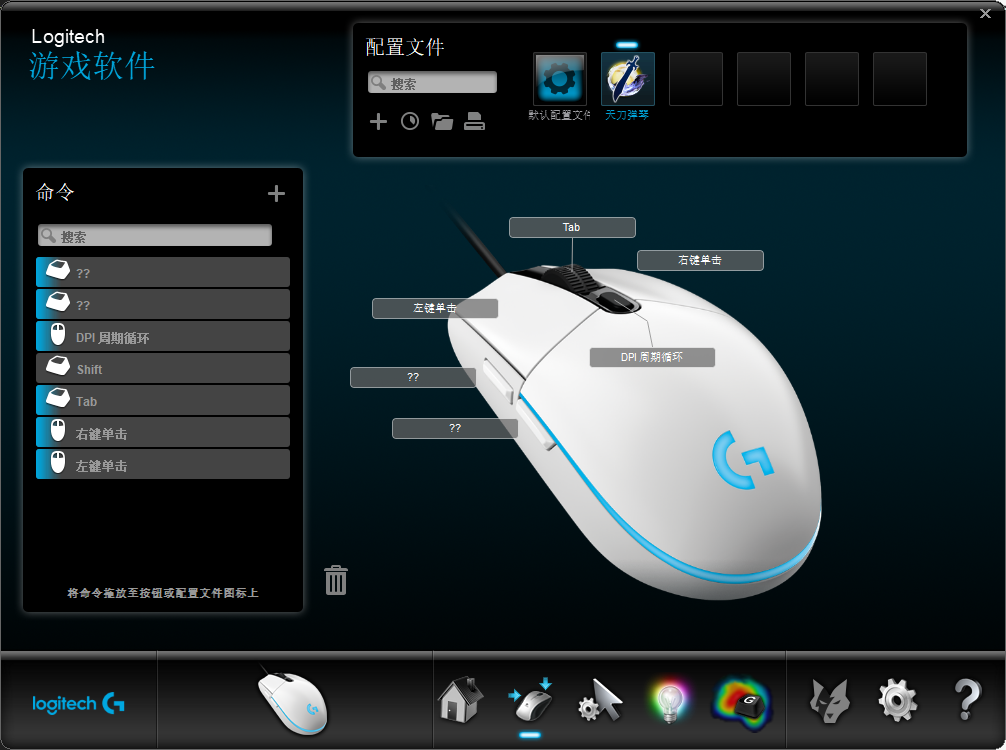 Logitech
游戏软件
配置文件
搜索
默认配置文件
天刀弹琴
命令
搜索
??
??
DPI 周期循环
Shift
Tab
右键单击
左键单击
将命令拖放至按钮或配置文件图标上
Tab
右键单击
左键单击
DPI 周期循环
??
??
logitech G
G
?